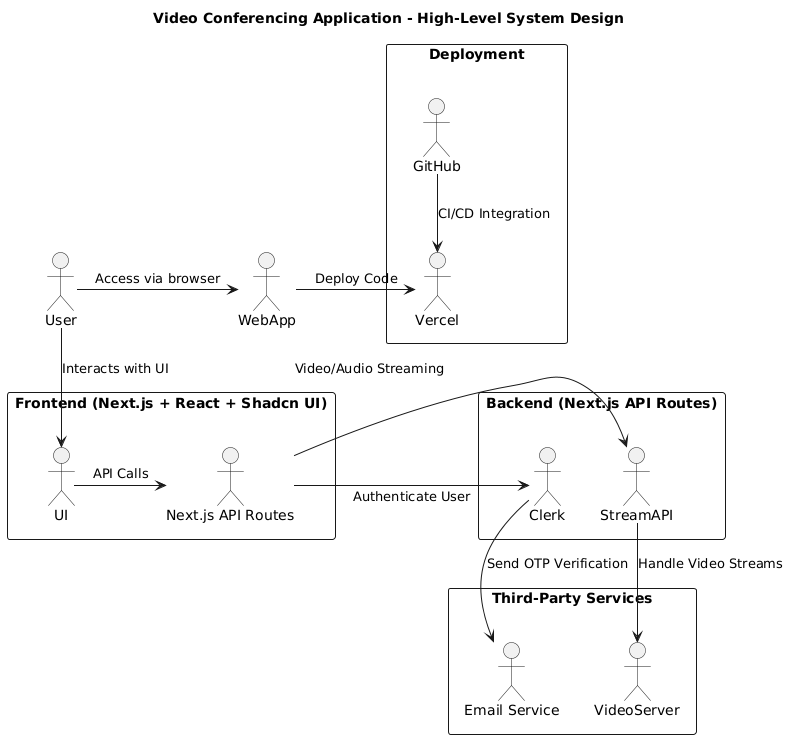 Video Conferencing Application - High-Level System Design
Deployment
GitHub
CI/CD Integration
Access via browser
Deploy Code
User
WebApp
Vercel
Interacts with UI
Video/Audio Streaming
Frontend (Next.js + React + Shadcn UI)
Backend (Next.js API Routes)
API Calls
Authenticate User
UI
Next.js API Routes
Clerk
StreamAPI
Send OTP Verification
Handle Video Streams
Third-Party Services
Email Service
VideoServer